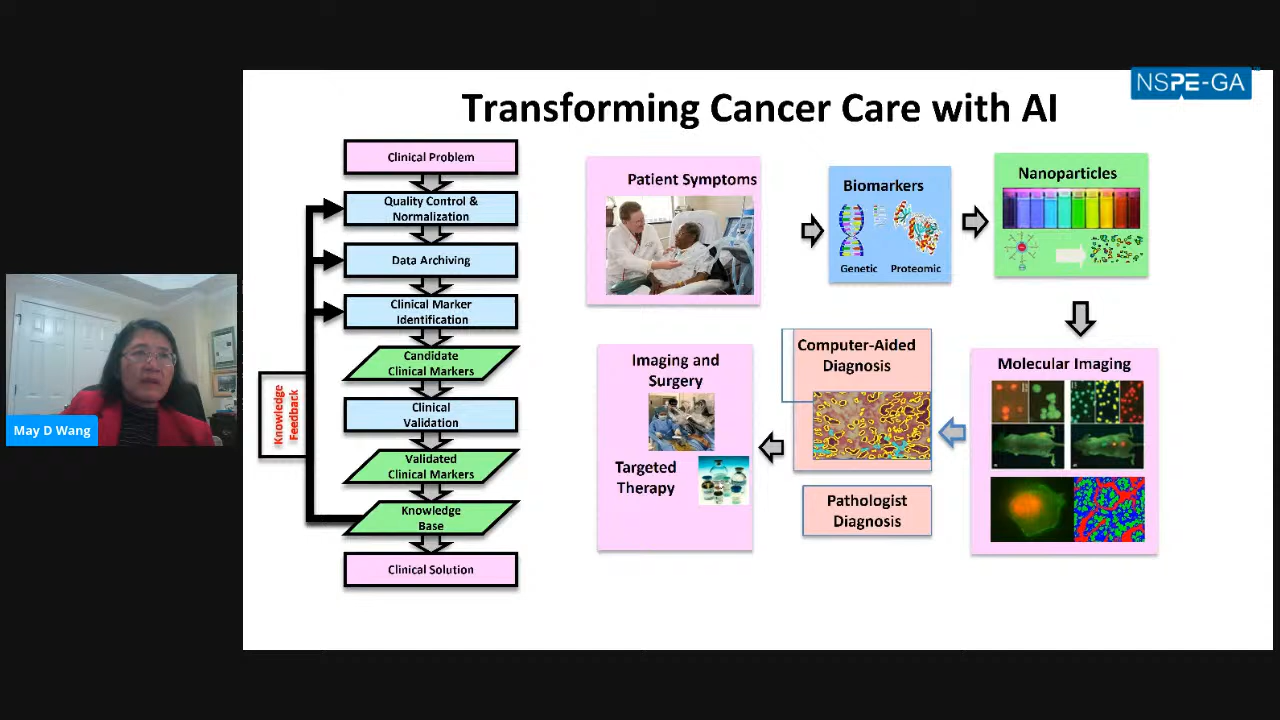 NSPE-GA
Transforming Cancer Care with AI
Clinical Problem
Quality Control &
Normalization
Data Archiving
Clinical Marker
Identification
Candidate
Clinical Markers
Clinical
Validation
Validated
Clinical Markers
Knowledge
Base
Clinical Solution
Knowledge
Feedback
Patient Symptoms
Biomarkers
Genetic
Proteomic
Nanoparticles
Molecular Imaging
Computer-Aided
Diagnosis
Pathologist
Diagnosis
Imaging and
Surgery
Targeted
Therapy
May D Wang